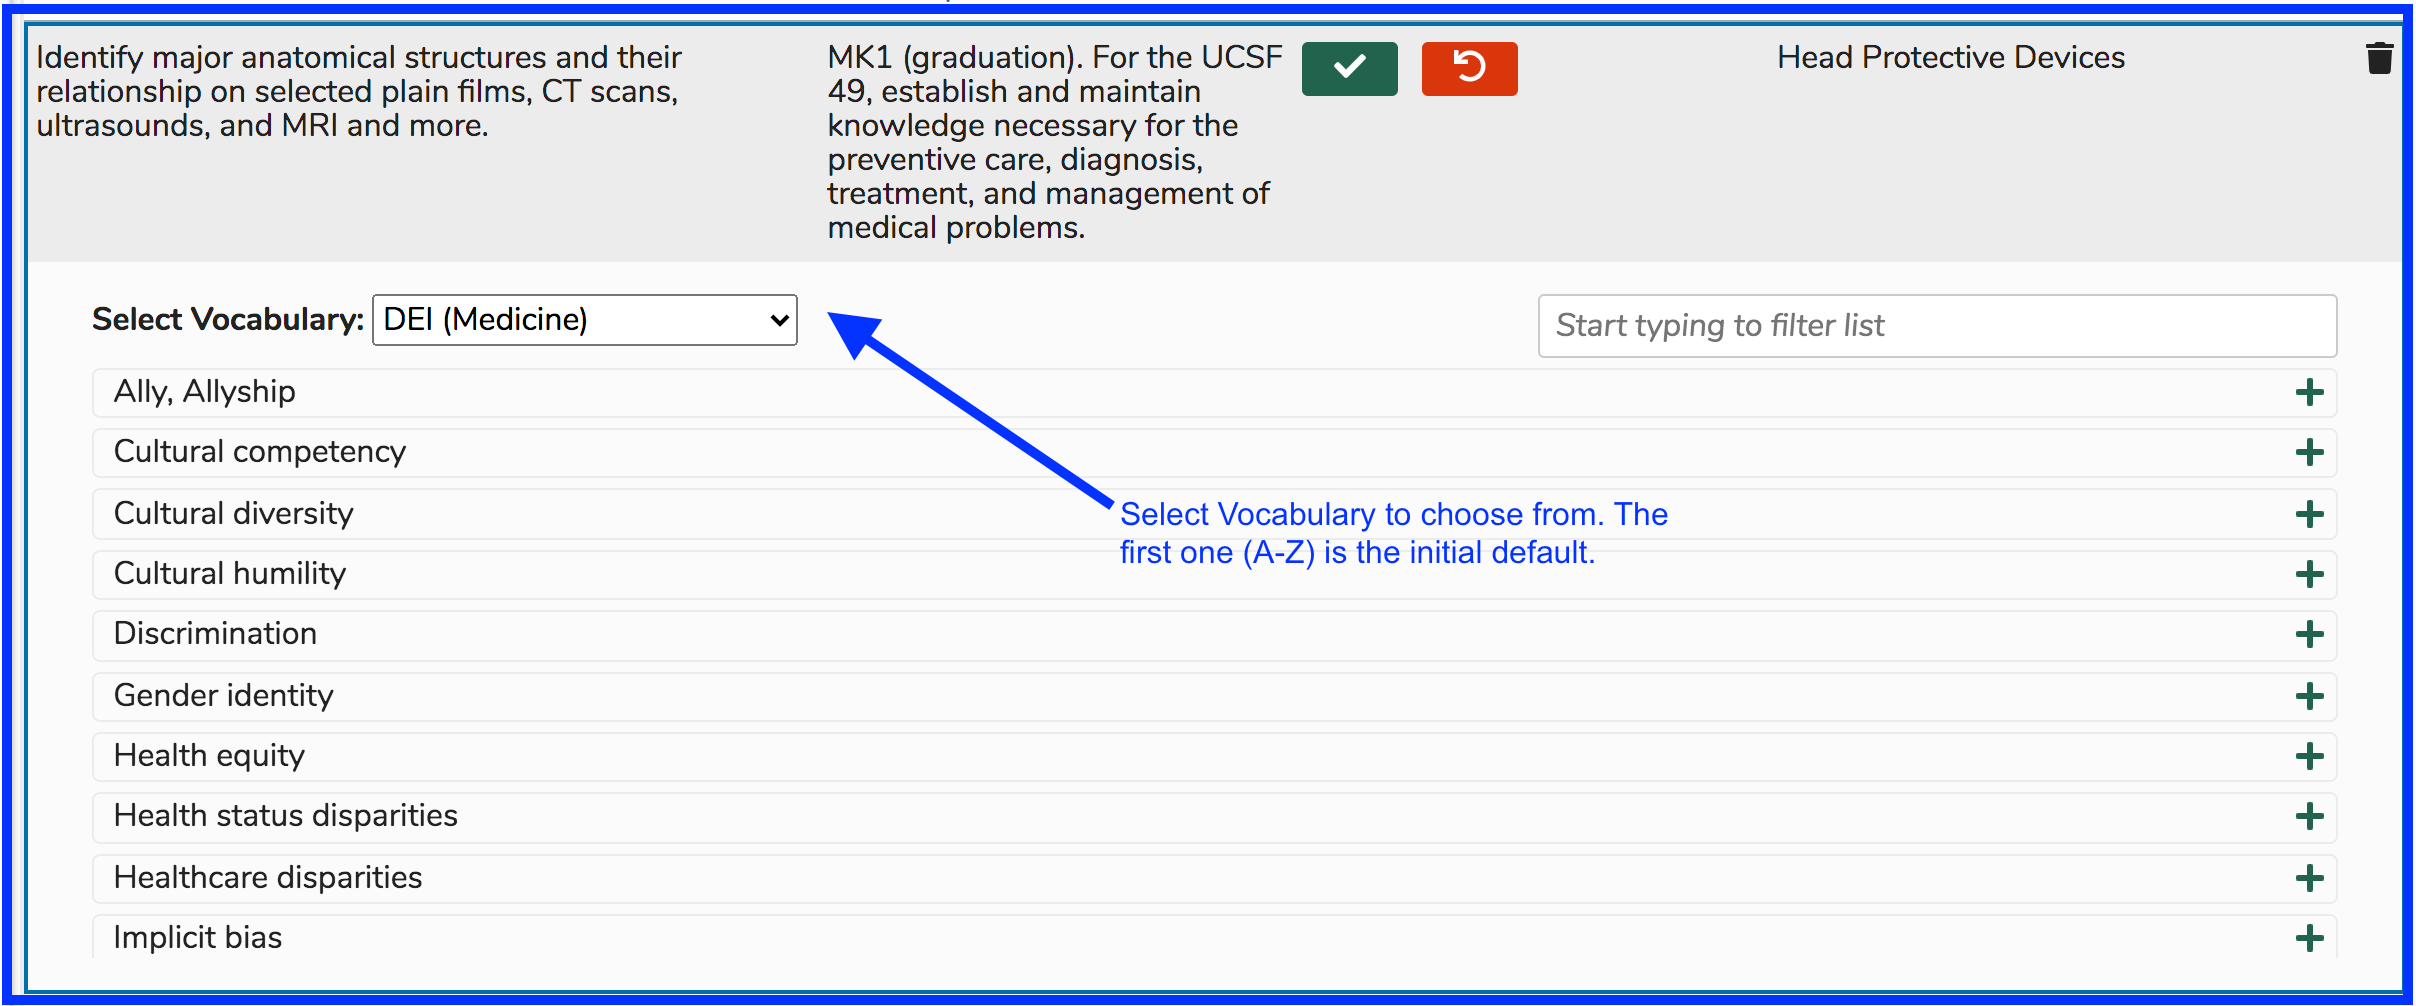 Identify major anatomical structures and their
relationship on selected plain films, CT scans,
ultrasounds, and MRI and more.
MK1 (graduation). For the UCSF
49, establish and maintain
knowledge necessary for the
preventive care, diagnosis,
treatment, and management of
medical problems.
Head Protective Devices
Select Vocabulary: DEI (Medicine)
Start typing to filter list
Ally, Allyship
Cultural competency
Cultural diversity
Select Vocabulary to choose from. The
first one (A-Z) is the initial default.
Cultural humility
Discrimination
Gender identity
Health equity
Health status disparities
Healthcare disparities
Implicit bias